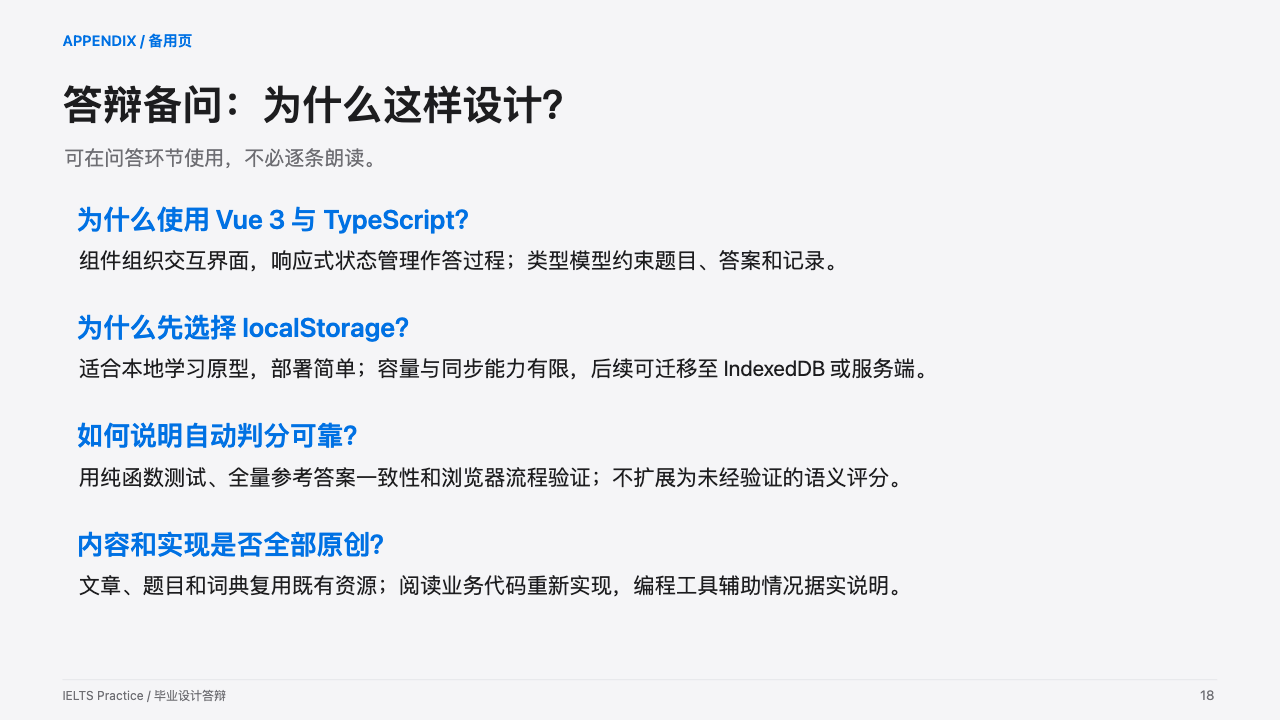 APPENDIX / 备用页
答辩备问：为什么这样设计?
可在问答环节使用，不必逐条朗读。
为什么使用 Vue 3 与 TypeScript?
组件组织交互界面，响应式状态管理作答过程；类型模型约束题目、答案和记录。
为什么先选择 localStorage?
适合本地学习原型，部署简单；容量与同步能力有限，后续可迁移至 IndexedDB 或服务端。
如何说明自动判分可靠?
用纯函数测试、全量参考答案一致性和浏览器流程验证；不扩展为未经验证的语义评分。
内容和实现是否全部原创?
文章、题目和词典复用既有资源；阅读业务代码重新实现，编程工具辅助情况据实说明。
IELTS Practice / 毕业设计答辩
18